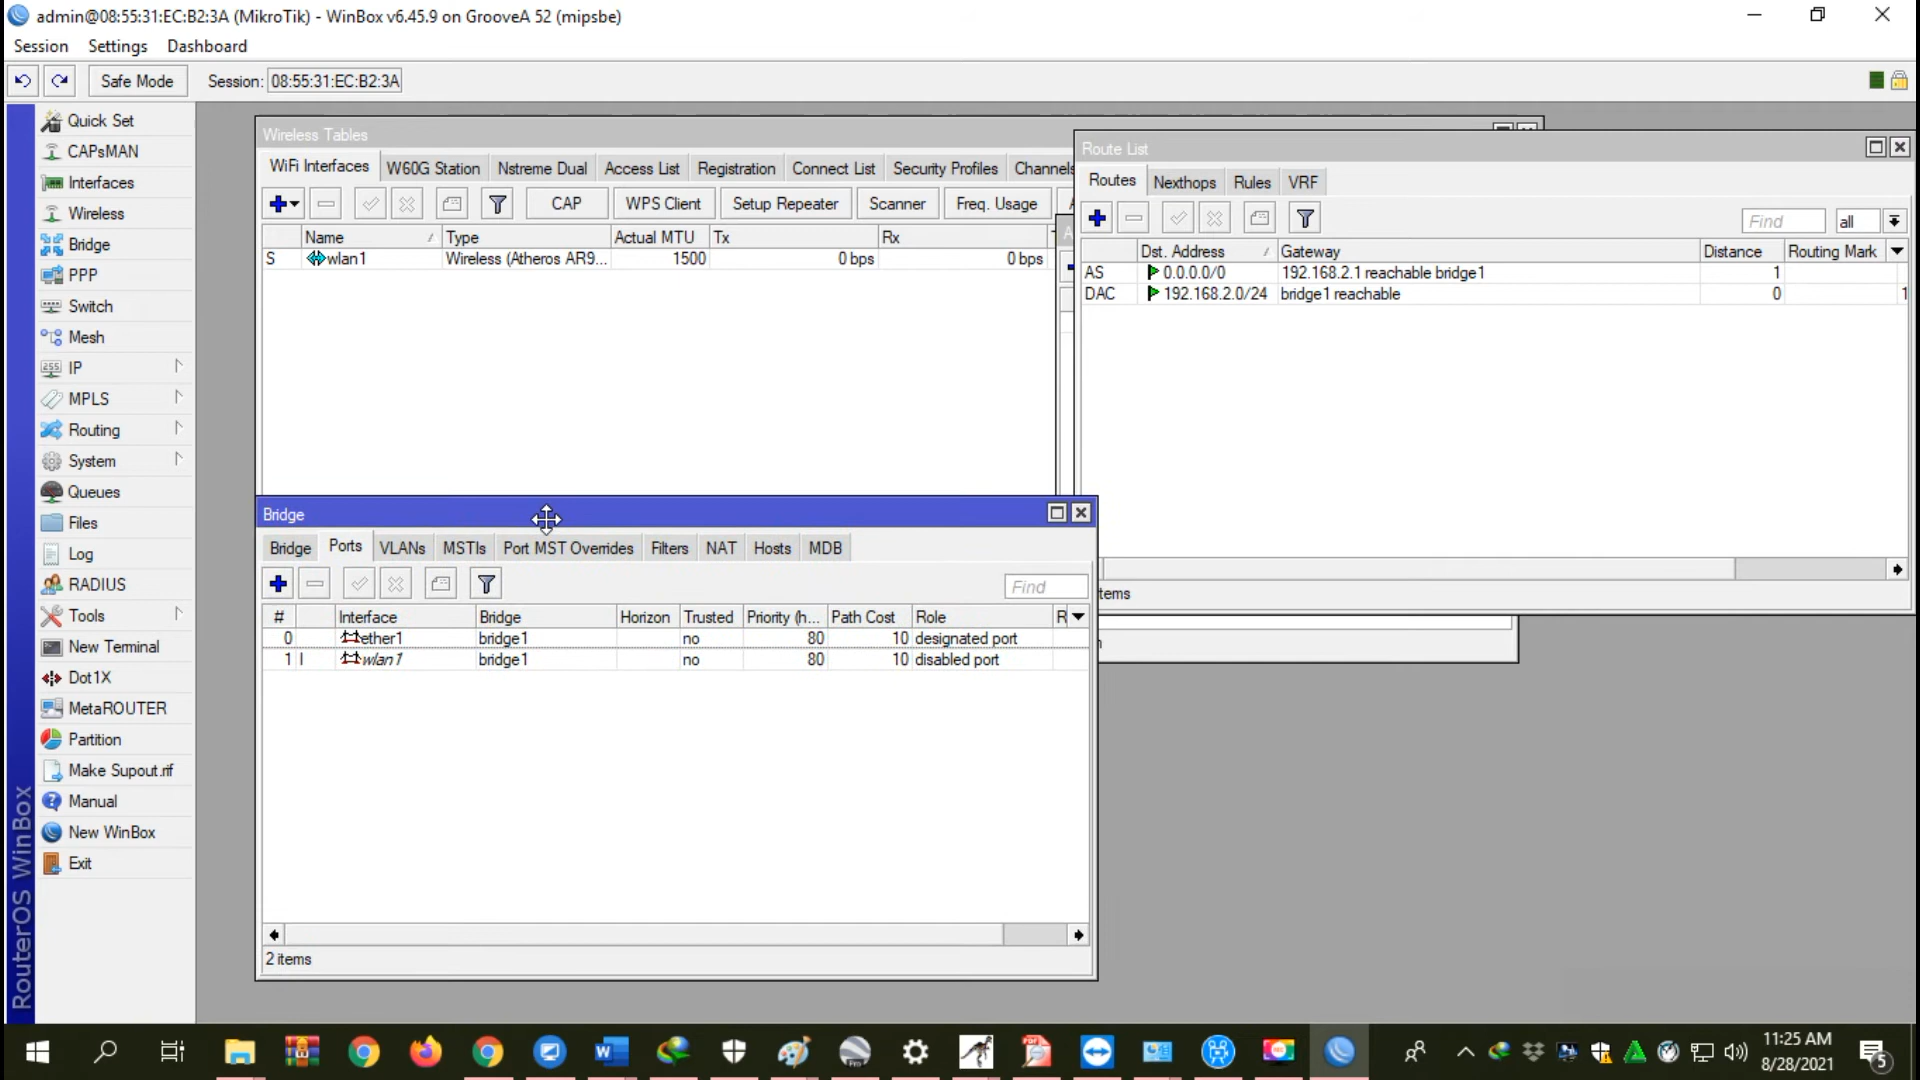 admin@08:55:31:EC:B2:3A (MikroTik) - WinBox v6.45.9 on GrooveA 52 (mipsbe)
Session Settings Dashboard
Safe Mode Session: 08:55:31:EC:B2:3A
Quick Set
CAPsMAN
Interfaces
Wireless
Bridge
PPP
Switch
Mesh
IP
MPLS
Routing
System
Queues
Files
Log
RADIUS
Tools
New Terminal
Dot1X
MetaROUTER
Partition
Make Supout.rif
Manual
New WinBox
Exit
RouterOS WinBox
Wireless Tables
WiFi Interfaces W60G Station Nstreme Dual Access List Registration Connect List Security Profiles Channels
CAP WPS Client Setup Repeater Scanner Freq. Usage
Name Type Actual MTU Tx Rx
S wlan1 Wireless (Atheros AR9... 1500 0 bps 0 bps
Route List
Routes Nexthops Rules VRF
Find all
Dst. Address Gateway Distance Routing Mark
AS 0.0.0.0/0 192.168.2.1 reachable bridge1 1
DAC 192.168.2.0/24 bridge1 reachable 0 1
tems
Bridge
Bridge Ports VLANs MSTIs Port MST Overrides Filters NAT Hosts MDB
Find
# Interface Bridge Horizon Trusted Priority (h... Path Cost Role R
0 ether1 bridge1 no 80 10 designated port
1 I wlan1 bridge1 no 80 10 disabled port
2 items
11:25 AM
8/28/2021
5